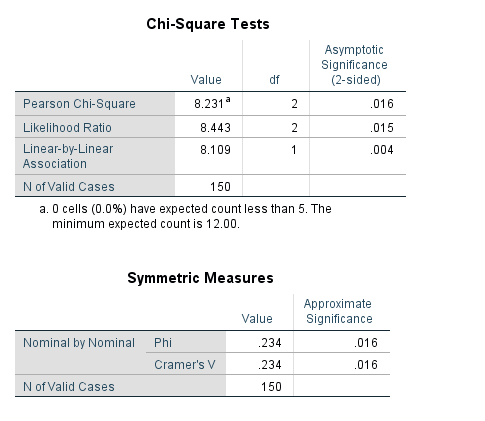 Chi-Square Tests
Value df Asymptotic Significance (2-sided)
Pearson Chi-Square 8.231a 2 .016
Likelihood Ratio 8.443 2 .015
Linear-by-Linear Association 8.109 1 .004
N of Valid Cases 150
a. 0 cells (0.0%) have expected count less than 5. The
minimum expected count is 12.00.
Symmetric Measures
Value Approximate Significance
Nominal by Nominal Phi .234 .016
Cramer's V .234 .016
N of Valid Cases 150